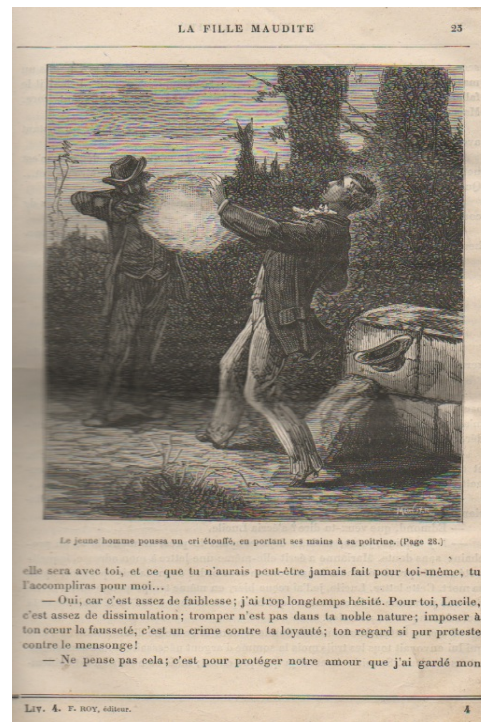 LA FILLE MAUDITE 25
Le jeune homme poussa un cri étouffé, en portant ses mains à sa poitrine. (Page 28.)
elle sera avec toi, et ce que tu n'aurais peut-être jamais fait pour toi-même, tu
l'accompliras pour moi...
— Oui, car c'est assez de faiblesse; j'ai trop longtemps hésité. Pour toi, Lucile,
c'est assez de dissimulation; tromper n'est pas dans ta noble nature; imposer à
ton cœur la fausseté, c'est un crime contre ta loyauté; ton regard si pur proteste
contre le mensonge!
— Ne pense pas cela; c'est pour protéger notre amour que j'ai gardé mon
LIV. 4. F. ROY, éditeur. 4